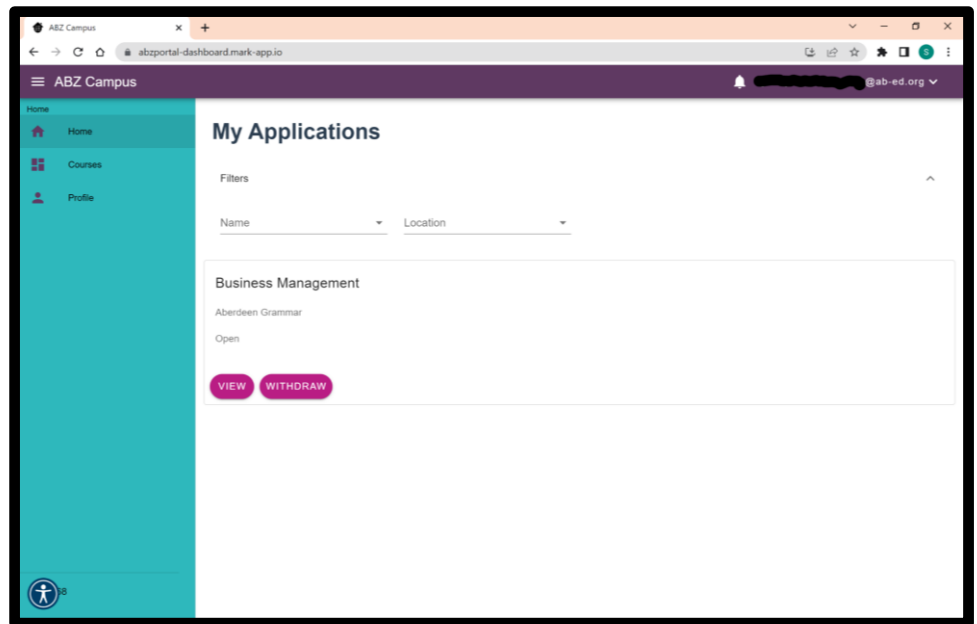 ABZ Campus
abzportal-dashboard.mark-app.io
S
ABZ Campus
@ab-ed.org
Home
Home
Courses
Profile
My Applications
Filters
Name
Location
Business Management
Aberdeen Grammar
Open
VIEW
WITHDRAW